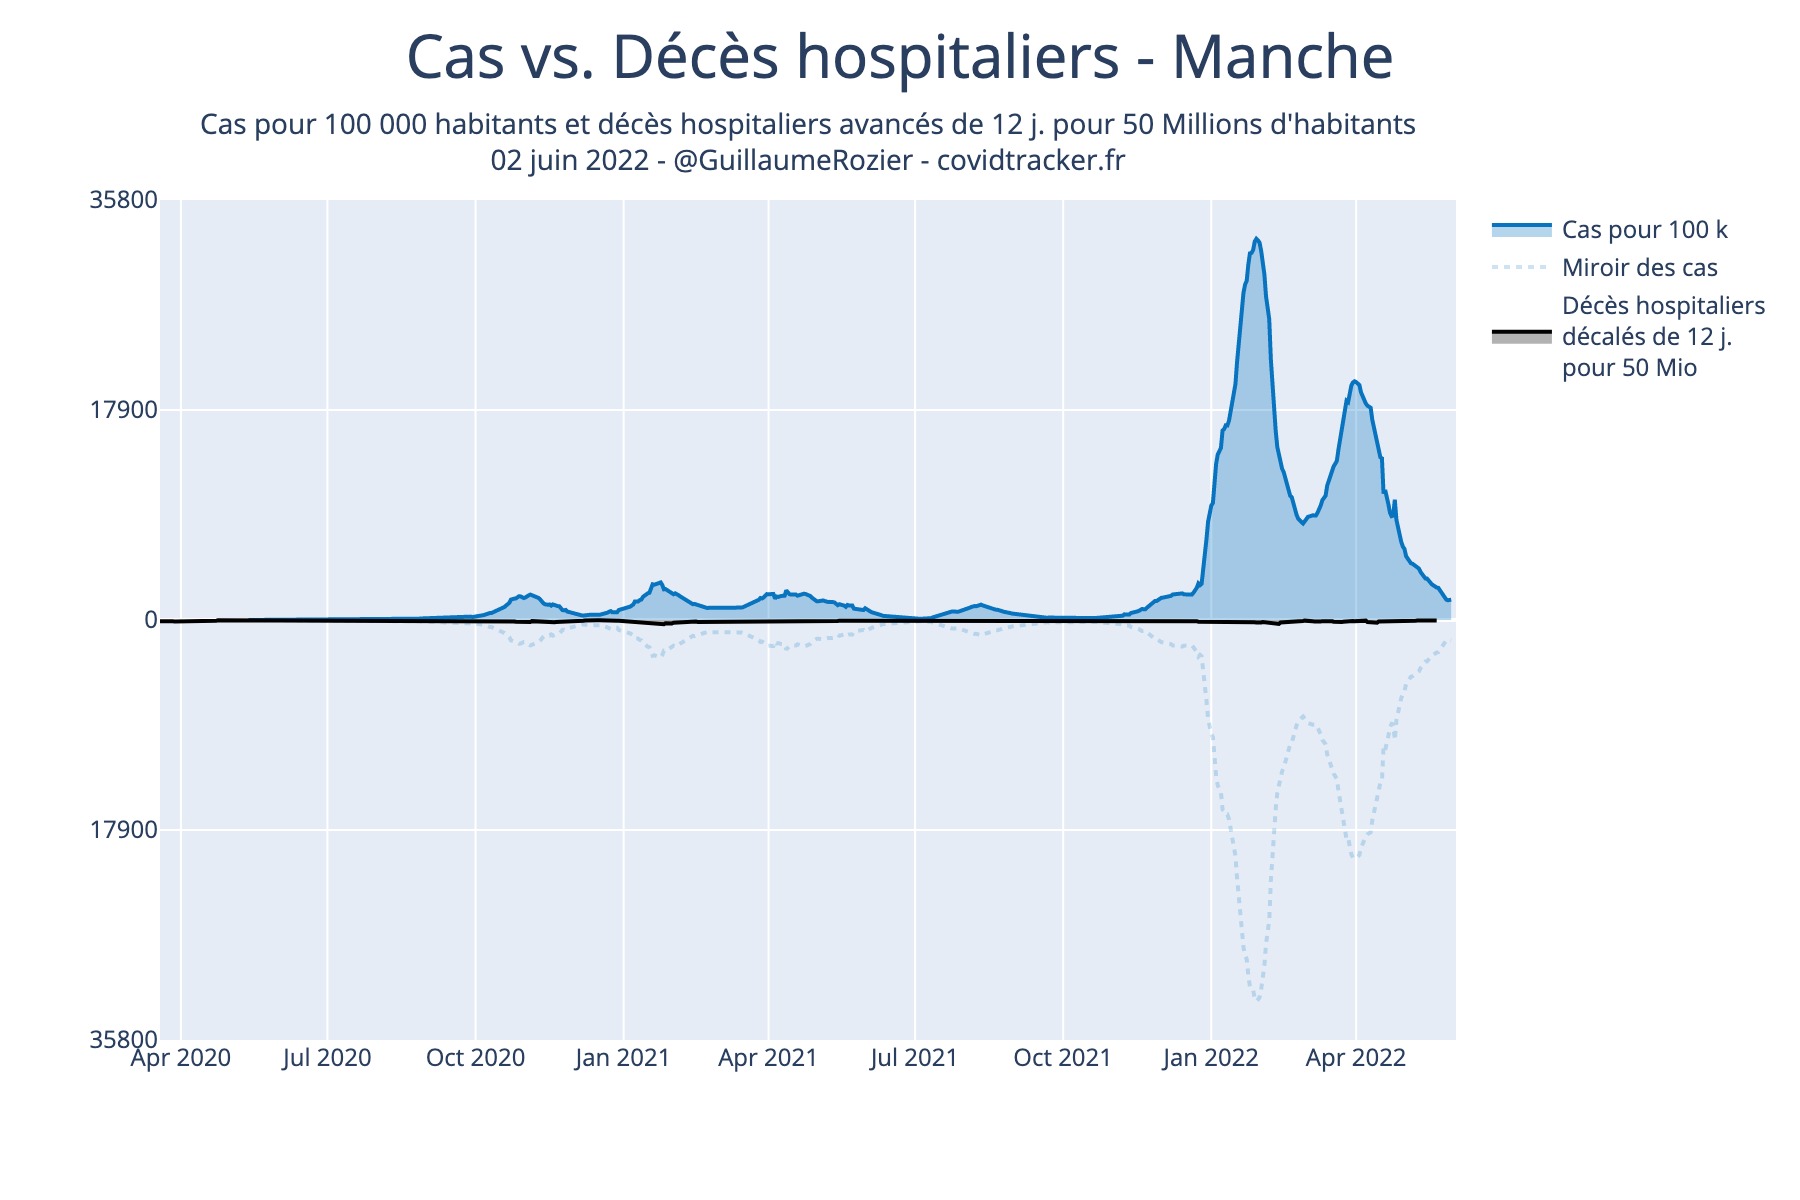 Cas vs. Décès hospitaliers - Manche
Cas pour 100 000 habitants et décès hospitaliers avancés de 12 j. pour 50 Millions d'habitants
02 juin 2022 - @GuillaumeRozier - covidtracker.fr
35800
17900
0
17900
35800
Apr 2020 Jul 2020 Oct 2020 Jan 2021 Apr 2021 Jul 2021 Oct 2021 Jan 2022 Apr 2022
Cas pour 100 k
Miroir des cas
Décès hospitaliers
décalés de 12 j.
pour 50 Mio